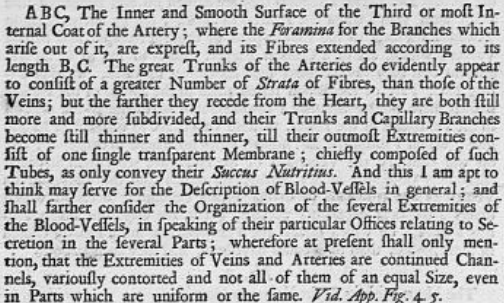 ABC, The Inner and Smooth Surface of the Third or moſt In-
ternal Coat of the Artery; where the Foramina for the Branches which
ariſe out of it, are expreſt, and its Fibres extended according to its
length B, C. The great Trunks of the Arteries do evidently appear
to conſiſt of a greater Number of Strata of Fibres, than thoſe of the
Veins; but the farther they recede from the Heart, they are both ſtill
more and more ſubdivided, and their Trunks and Capillary Branches
become ſtill thinner and thinner, till their outmoſt Extremities con-
ſiſt of one ſingle tranſparent Membrane; chiefly compoſed of ſuch
Tubes, as only convey their Succus Nutritius. And this I am apt to
think may ſerve for the Deſcription of Blood-Veſſels in general; and
ſhall farther conſider the Organization of the ſeveral Extremities of
the Blood-Veſſels, in ſpeaking of their particular Offices relating to Se-
cretion in the ſeveral Parts; wherefore at preſent ſhall only men-
tion, that the Extremities of Veins and Arteries are continued Chan-
nels, variouſly contorted and not all of them of an equal Size, even
in Parts which are uniform or the ſame. Vid. App. Fig. 4. 5.